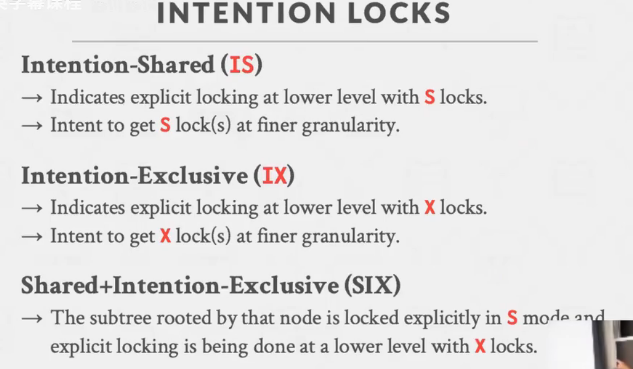 INTENTION LOCKS
Intention-Shared (IS)
→ Indicates explicit locking at lower level with S locks.
→ Intent to get S lock(s) at finer granularity.
Intention-Exclusive (IX)
→ Indicates explicit locking at lower level with X locks.
→ Intent to get X lock(s) at finer granularity.
Shared+Intention-Exclusive (SIX)
→ The subtree rooted by that node is locked explicitly in S mode and
explicit locking is being done at a lower level with X locks.